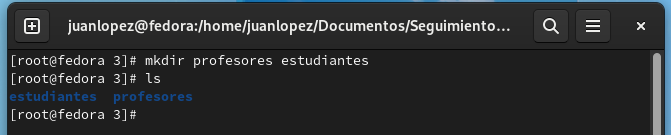 juanlopez@fedora:/home/juanlopez/Documentos/Seguimiento...
[root@fedora 3]# mkdir profesores estudiantes
[root@fedora 3]# ls
estudiantes  profesores
[root@fedora 3]#